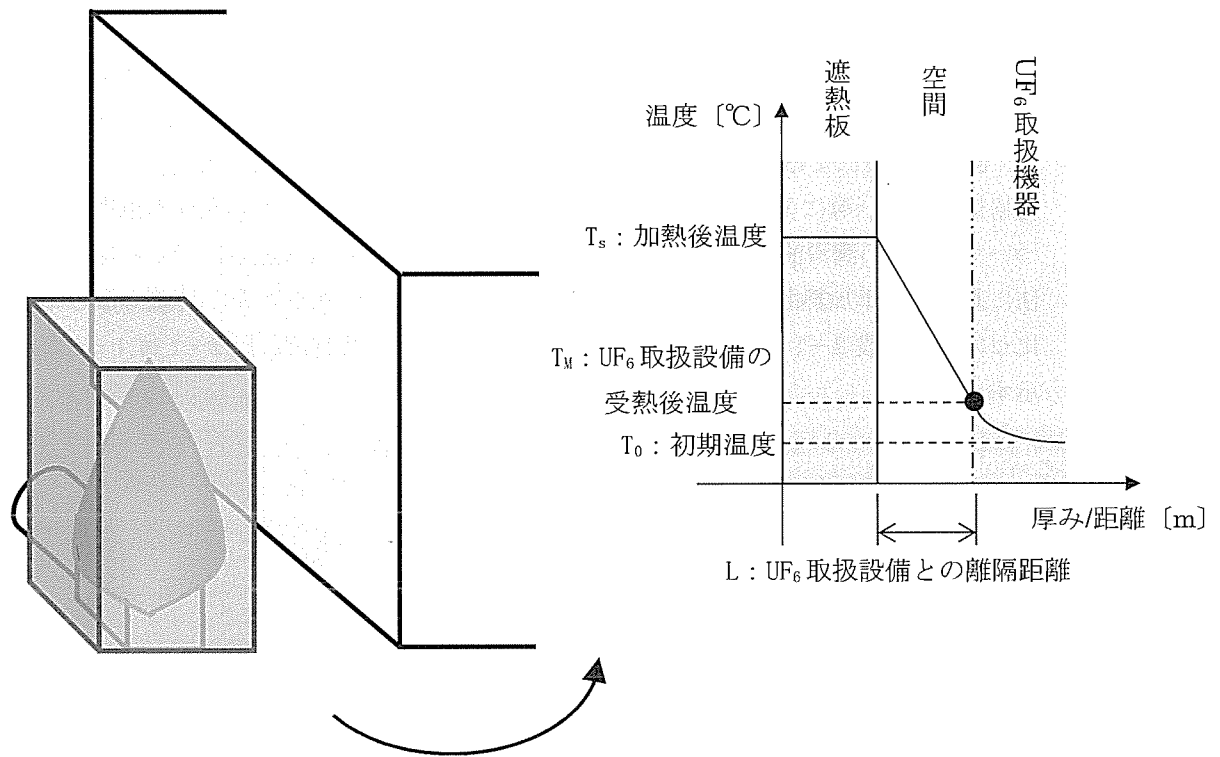 遮熱板
空間
UF₆取扱機器
温度〔℃〕
Tₛ：加熱後温度
T_M：UF₆取扱設備の
受熱後温度
T₀：初期温度
厚み/距離〔m〕
L：UF₆取扱設備との離隔距離